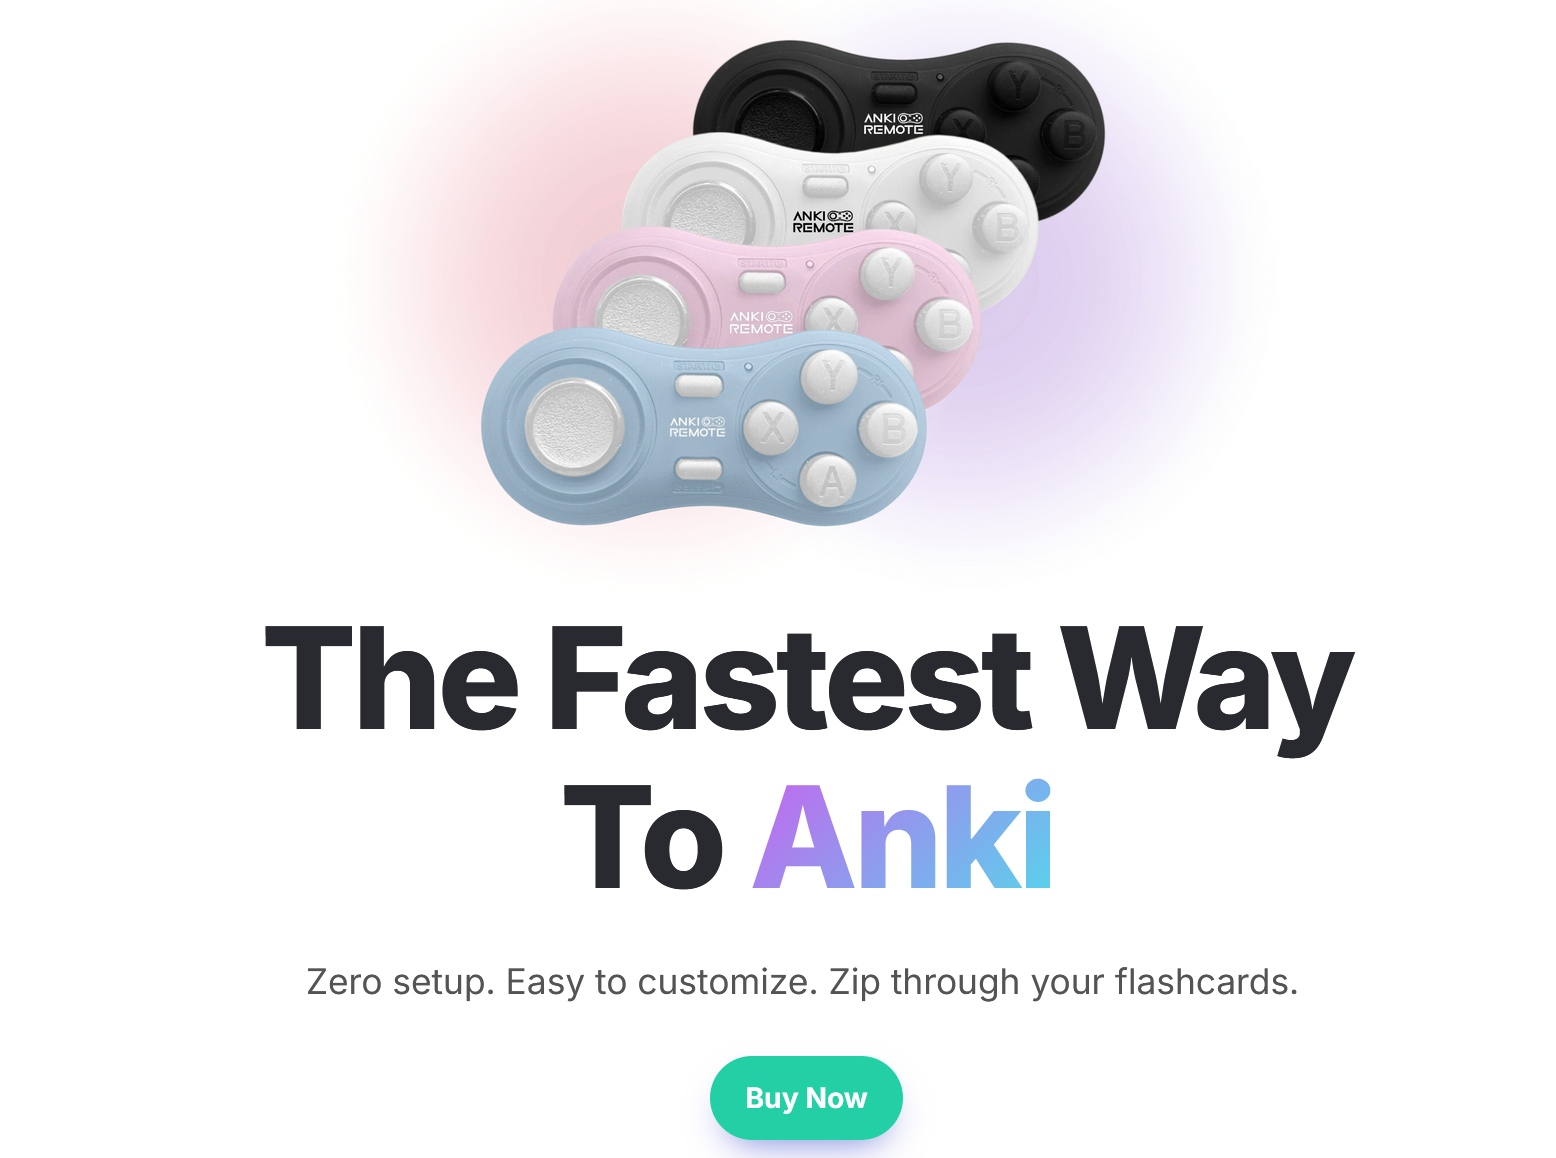 ANKI
REMOTE
Y
X
B
ANKI
REMOTE
Y
X
B
ANKI
REMOTE
Y
X
B
ANKI
REMOTE
Y
X
B
A
The Fastest Way
To Anki
Zero setup. Easy to customize. Zip through your flashcards.
Buy Now